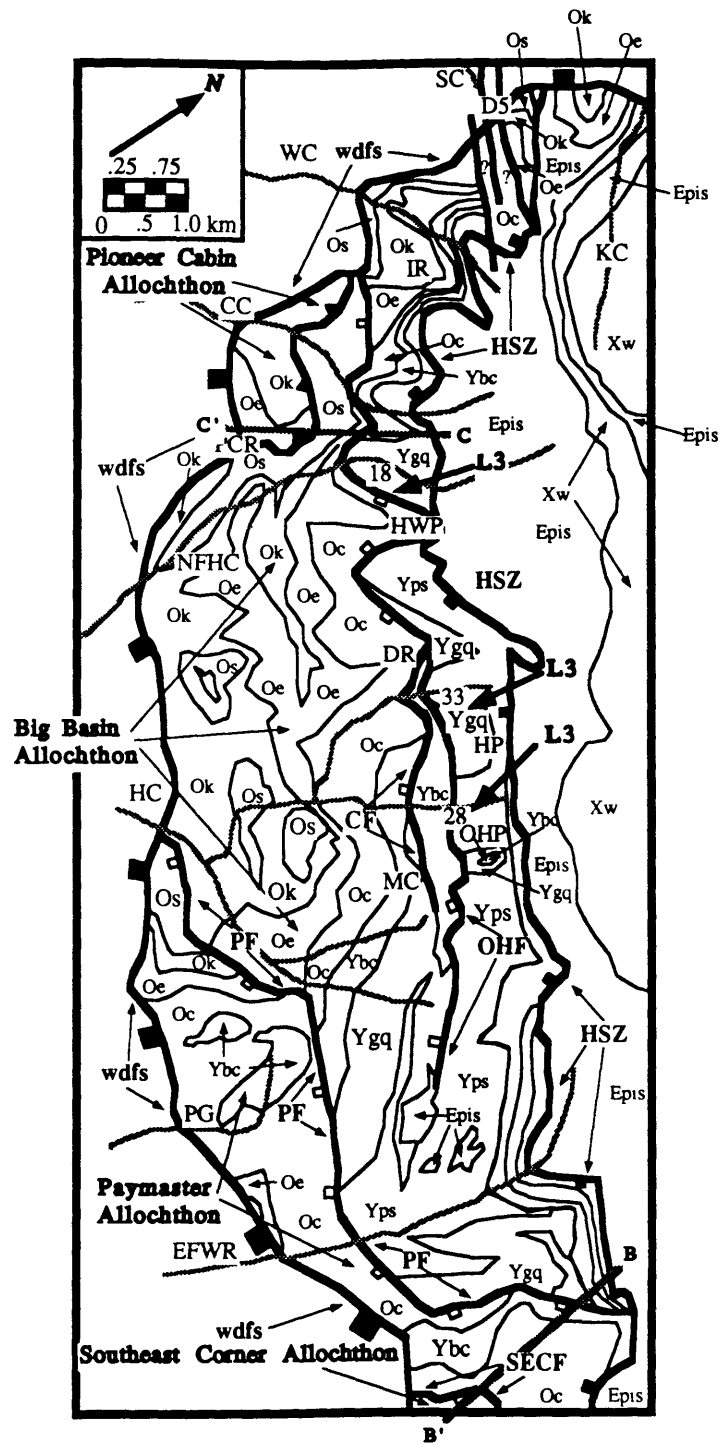 Ok
Os
Oe
SC
D5
N
WC
wdfs
Ok
.25 .75
? ?
Epis
Oe
Epis
0 .5 1.0 km
Oc
Os
Ok
KC
Pioneer Cabin
Allochthon
IR
CC
Oe
Oc
HSZ
Xw
Ybc
Ok
Oe
Os
C'
C
Epis
Epis
CR
wdfs
Ok
Os
Ygq
18
L3
Xw
HWP
Epis
NFHC
Ok
Oc
Yps
HSZ
Oe
Oe
Ok
Oc
Os
DR
Ygq
Oe
Oe
33
L3
Big Basin
Allochthon
Ygq
Oc
HP
L3
HC
Ok
Os
Ybc
Xw
Os
CF
28
Ybc
OHP
Epis
Ok
Oc
MC
Ygq
Os
Yps
PF
Oe
OHF
Ok
Oc
Ybc
Oe
Oc
Ygq
HSZ
wdfs
Ybc
Yps
Epis
PG
PF
Epis
Paymaster
Allochthon
Oe
Oc
Yps
EFWR
PF
B
Ygq
wdfs
Oc
Southeast Corner Allochthon
Ybc
SECF
Oc
Epis
B'